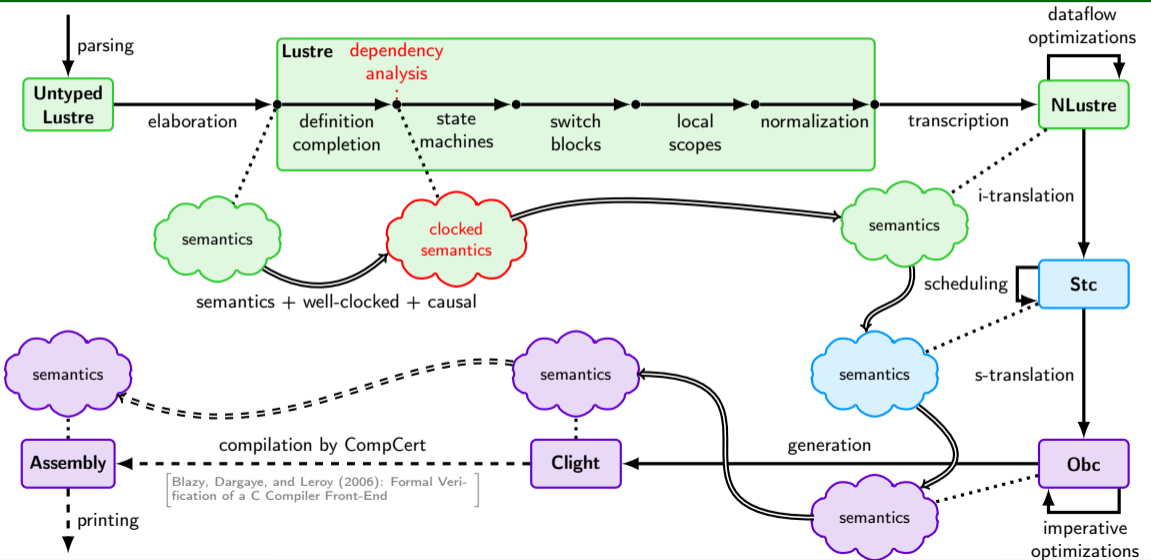 parsing
Untyped
Lustre
elaboration
Lustre
dependency
analysis
definition
completion
state
machines
switch
blocks
local
scopes
normalization
transcription
dataflow
optimizations
NLustre
semantics
clocked
semantics
semantics
semantics + well-clocked + causal
i-translation
scheduling
Stc
semantics
semantics
semantics
s-translation
compilation by CompCert
generation
Assembly
Clight
Obc
[Blazy, Dargaye, and Leroy (2006): Formal Veri-
fication of a C Compiler Front-End]
semantics
printing
imperative
optimizations